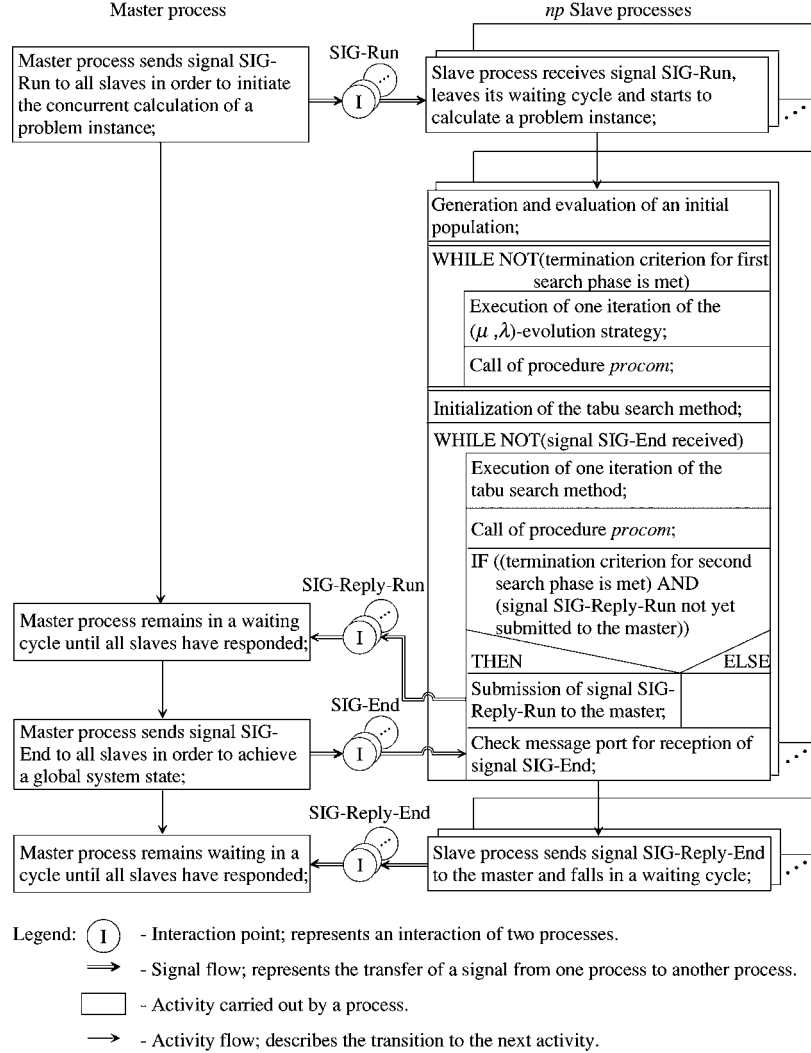 Master process
np Slave processes
SIG-Run
Master process sends signal SIG-
Run to all slaves in order to initiate
the concurrent calculation of a
problem instance;
I
...
Slave process receives signal SIG-Run,
leaves its waiting cycle and starts to
calculate a problem instance;
...
Generation and evaluation of an initial
population;
WHILE NOT(termination criterion for first
search phase is met)
Execution of one iteration of the
(μ ,λ)-evolution strategy;
Call of procedure procom;
Initialization of the tabu search method;
WHILE NOT(signal SIG-End received)
Execution of one iteration of the
tabu search method;
Call of procedure procom;
IF ((termination criterion for second
search phase is met) AND
(signal SIG-Reply-Run not yet
submitted to the master))
THEN
ELSE
Submission of signal SIG-
Reply-Run to the master;
Check message port for reception of
signal SIG-End;
...
SIG-Reply-Run
Master process remains in a waiting
cycle until all slaves have responded;
I
...
SIG-End
Master process sends signal SIG-
End to all slaves in order to achieve
a global system state;
I
...
SIG-Reply-End
Master process remains waiting in a
cycle until all slaves have responded;
I
...
Slave process sends signal SIG-Reply-End
to the master and falls in a waiting cycle;
...
Legend: I - Interaction point; represents an interaction of two processes.
- Signal flow; represents the transfer of a signal from one process to another process.
- Activity carried out by a process.
- Activity flow; describes the transition to the next activity.